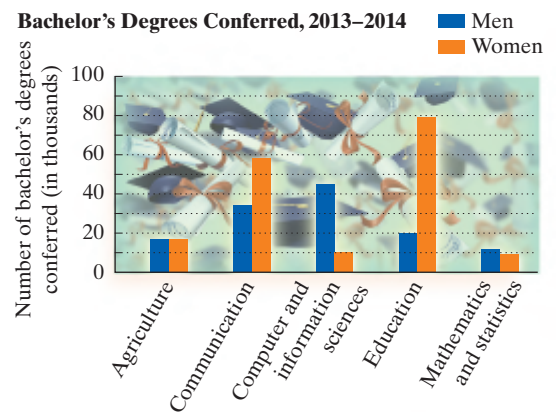 Bachelor's Degrees Conferred, 2013–2014
Men
Women
Number of bachelor's degrees
conferred (in thousands)
100
80
60
40
20
0
Agriculture
Communication
Computer and
information
sciences
Education
Mathematics
and statistics